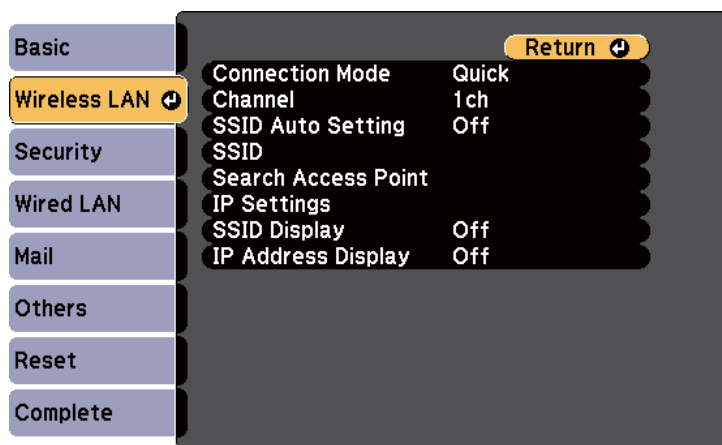 Basic
Wireless LAN
Security
Wired LAN
Mail
Others
Reset
Complete
Return
Connection Mode Quick
Channel 1ch
SSID Auto Setting Off
SSID
Search Access Point
IP Settings
SSID Display Off
IP Address Display Off